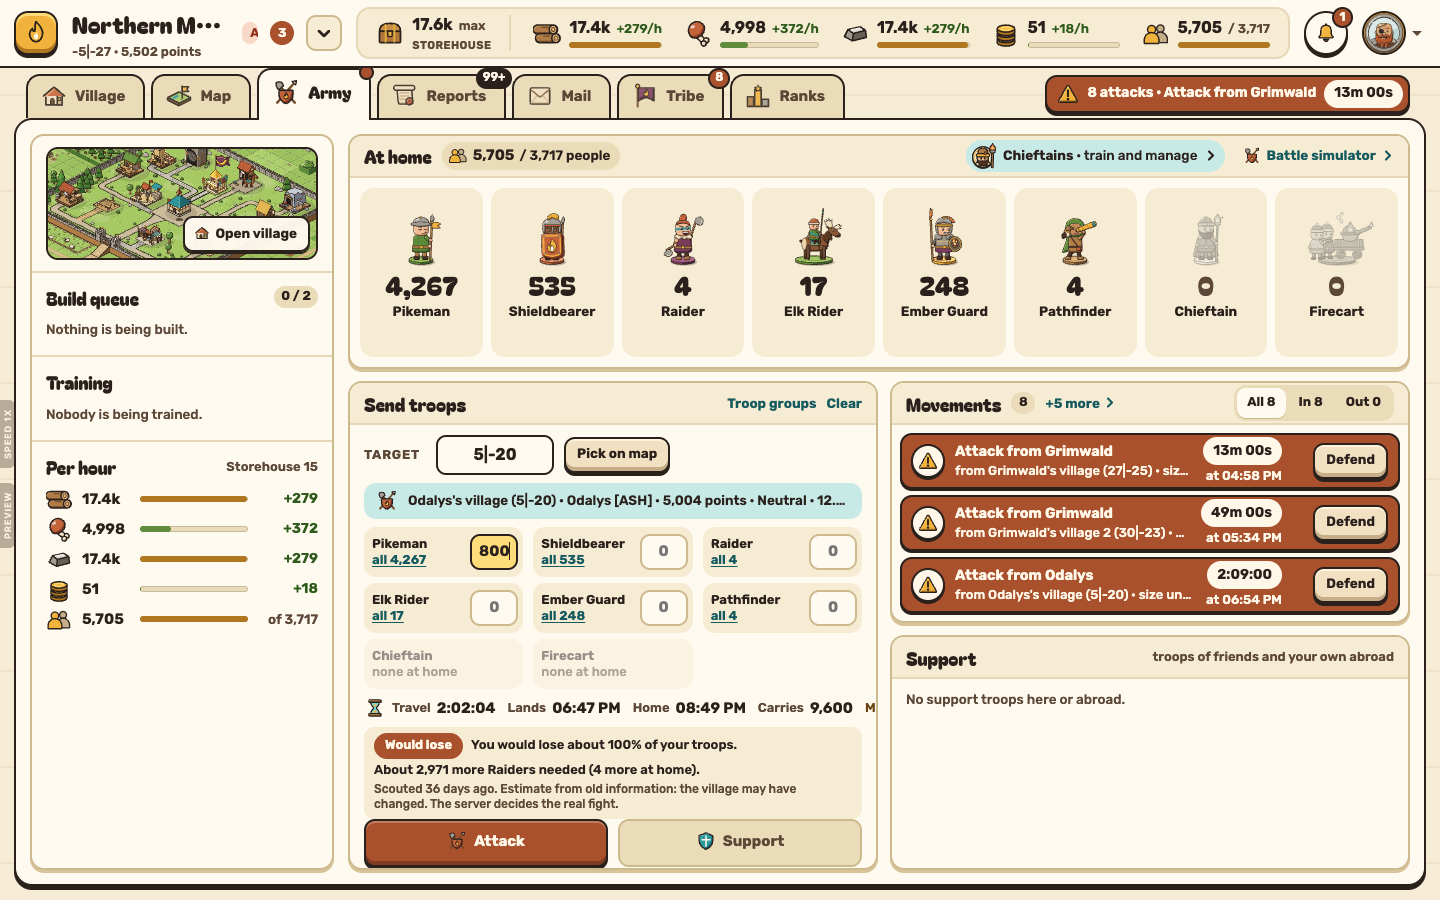 Northern M···
-5|-27 • 5,502 points
A
3
17.6k max
STOREHOUSE
17.4k +279/h
4,998 +372/h
17.4k +279/h
51 +18/h
5,705 / 3,717
1
Village
Map
Army
Reports
99+
Mail
Tribe
8
Ranks
8 attacks • Attack from Grimwald
13m 00s
Open village
Build queue
0 / 2
Nothing is being built.
Training
Nobody is being trained.
Per hour
Storehouse 15
17.4k +279
4,998 +372
17.4k +279
51 +18
5,705 of 3,717
SPEED 1X
PREVIEW
At home
5,705 / 3,717 people
Chieftains • train and manage
Battle simulator
4,267
Pikeman
535
Shieldbearer
4
Raider
17
Elk Rider
248
Ember Guard
4
Pathfinder
0
Chieftain
0
Firecart
Send troops
Troop groups
Clear
TARGET
5|-20
Pick on map
Odalys's village (5|-20) • Odalys [ASH] • 5,004 points • Neutral • 12....
Pikeman
all 4,267
800
Shieldbearer
all 535
0
Raider
all 4
0
Elk Rider
all 17
0
Ember Guard
all 248
0
Pathfinder
all 4
0
Chieftain
none at home
Firecart
none at home
Travel 2:02:04 Lands 06:47 PM Home 08:49 PM Carries 9,600 M
Would lose
You would lose about 100% of your troops.
About 2,971 more Raiders needed (4 more at home).
Scouted 36 days ago. Estimate from old information: the village may have
changed. The server decides the real fight.
Attack
Support
Movements
8
+5 more
All 8
In 8
Out 0
Attack from Grimwald
from Grimwald's village (27|-25) • siz...
13m 00s
at 04:58 PM
Defend
Attack from Grimwald
from Grimwald's village 2 (30|-23) • ...
49m 00s
at 05:34 PM
Defend
Attack from Odalys
from Odalys's village (5|-20) • size un...
2:09:00
at 06:54 PM
Defend
Support
troops of friends and your own abroad
No support troops here or abroad.